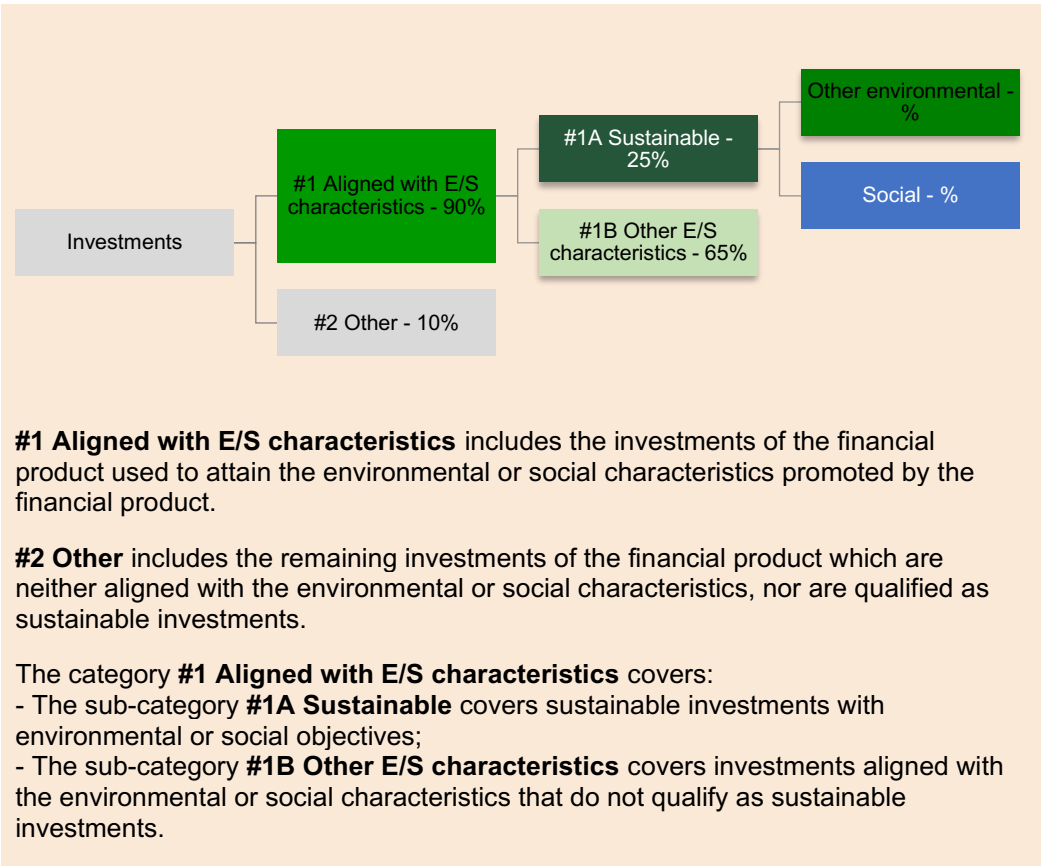 Other environmental -
%
#1A Sustainable -
25%
#1 Aligned with E/S
characteristics - 90%
Social - %
Investments
#1B Other E/S
characteristics - 65%
#2 Other - 10%
#1 Aligned with E/S characteristics includes the investments of the financial
product used to attain the environmental or social characteristics promoted by the
financial product.
#2 Other includes the remaining investments of the financial product which are
neither aligned with the environmental or social characteristics, nor are qualified as
sustainable investments.
The category #1 Aligned with E/S characteristics covers:
- The sub-category #1A Sustainable covers sustainable investments with
environmental or social objectives;
- The sub-category #1B Other E/S characteristics covers investments aligned with
the environmental or social characteristics that do not qualify as sustainable
investments.